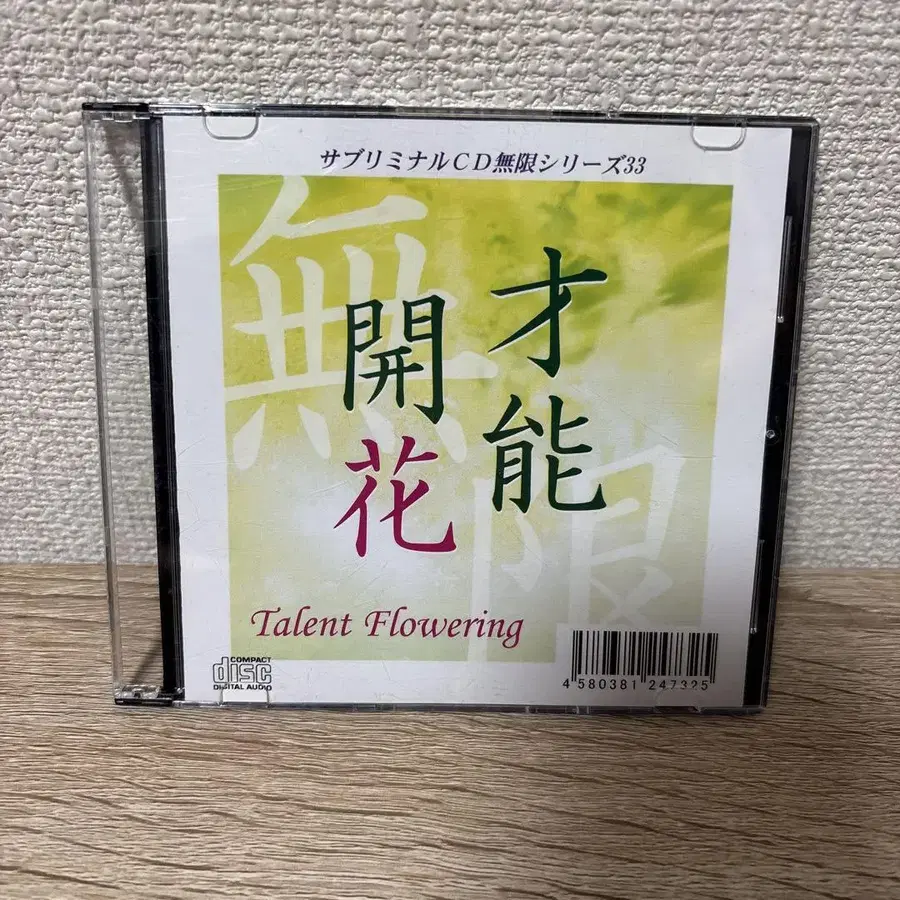 サブリミナルCD無限シリーズ33
無限
才能
開花
Talent Flowering
COMPACT
disc
DIGITAL AUDIO
4 580381 247325